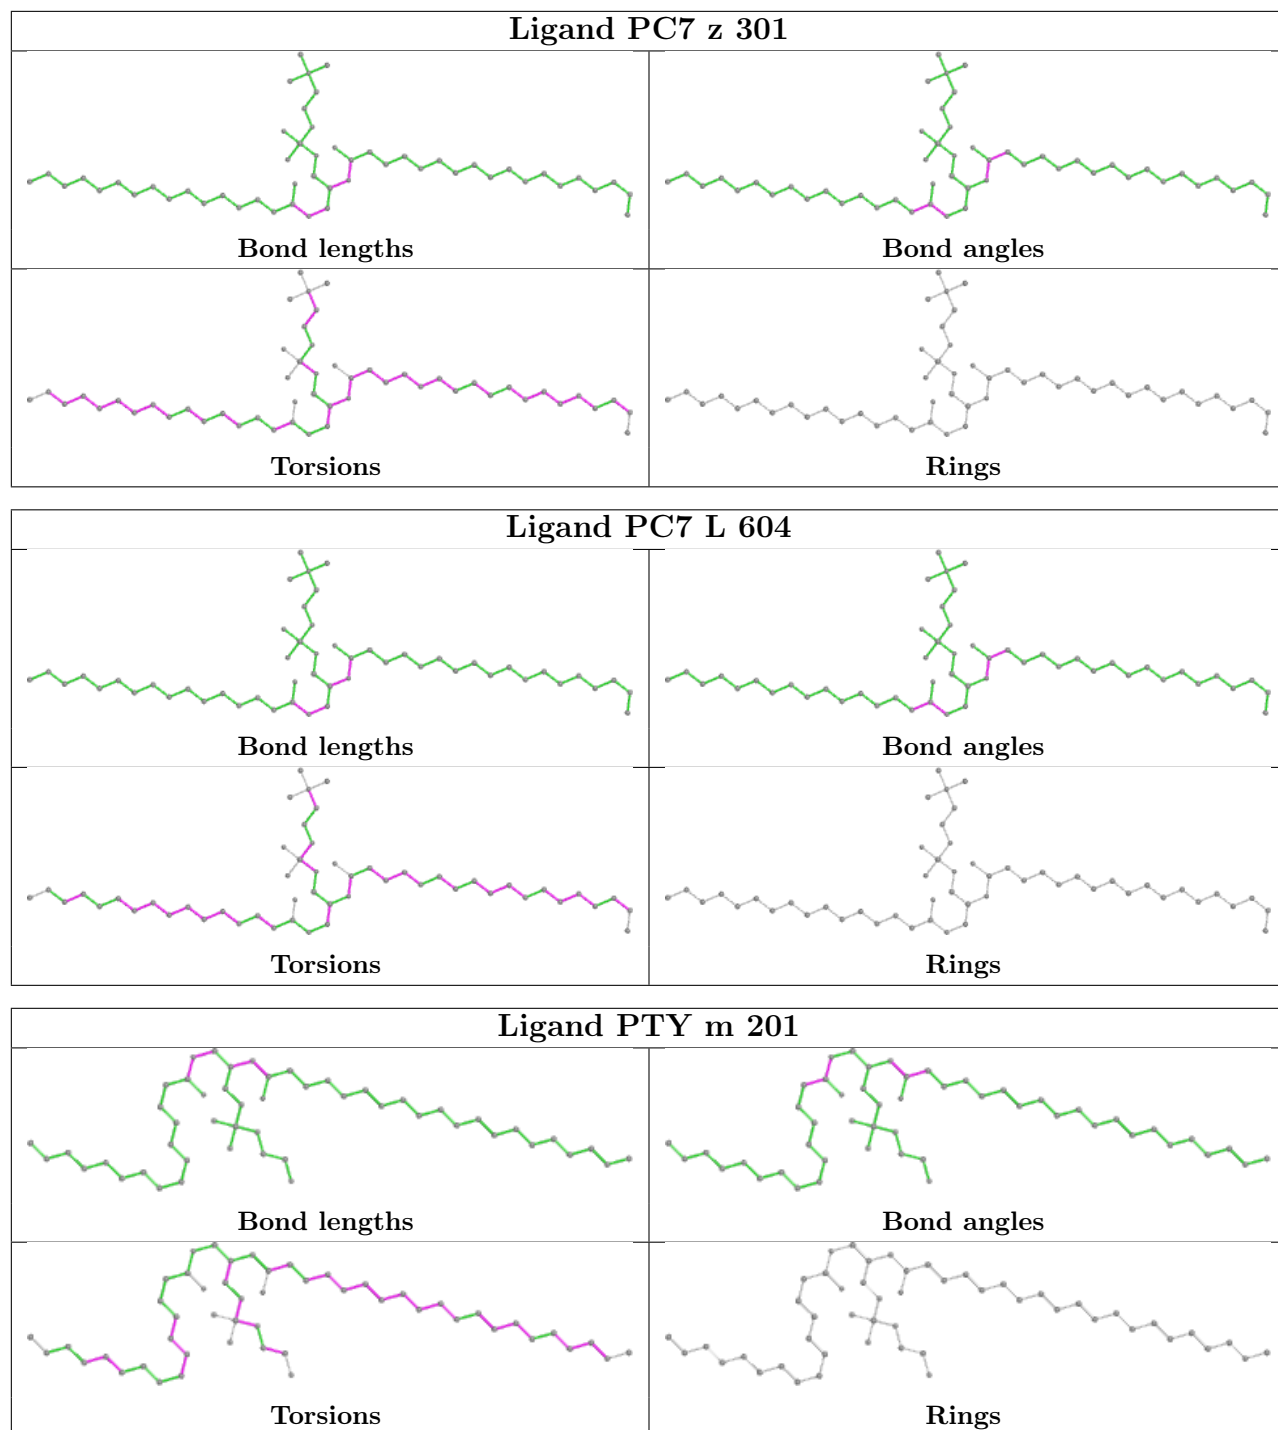 Ligand PC7 z 301
Bond lengths
Bond angles
Torsions
Rings
Ligand PC7 L 604
Bond lengths
Bond angles
Torsions
Rings
Ligand PTY m 201
Bond lengths
Bond angles
Torsions
Rings